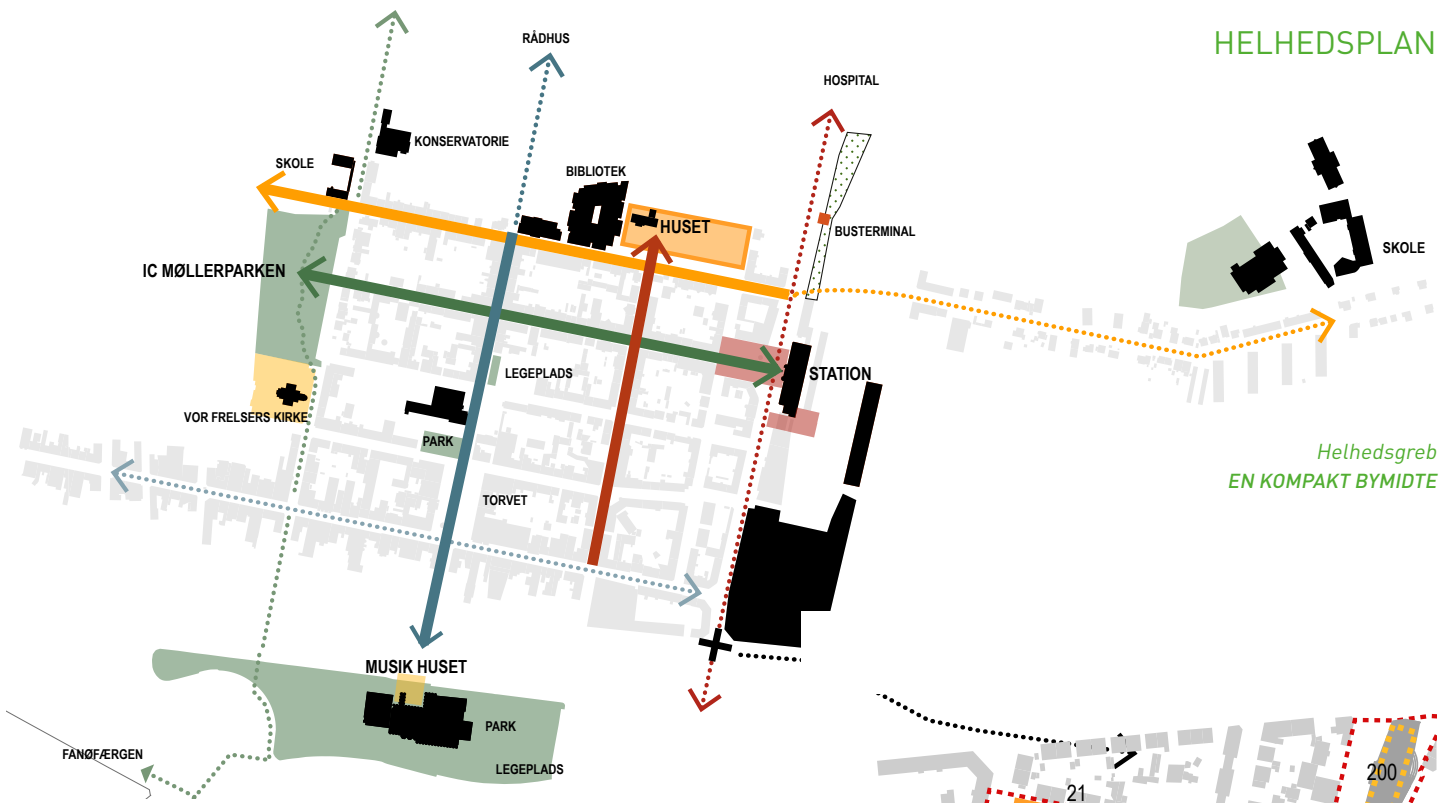 HELHEDSPLAN
RÅDHUS
HOSPITAL
KONSERVATORIE
SKOLE
BIBLIOTEK
HUSET
BUSTERMINAL
SKOLE
IC MØLLERPARKEN
LEGEPLADS
STATION
VOR FRELSERS KIRKE
PARK
Helhedsgreb
EN KOMPAKT BYMIDTE
TORVET
MUSIK HUSET
PARK
FANØFÆRGEN
LEGEPLADS
200
21